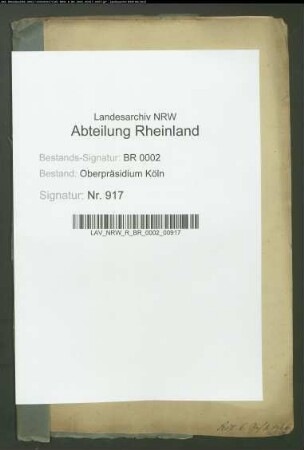 Landesarchiv NRW
Abteilung Rheinland
Bestands-Signatur: BR 0002
Bestand: Oberpräsidium Köln
Signatur: Nr. 917
LAV_NRW_R_BR_0002_00917